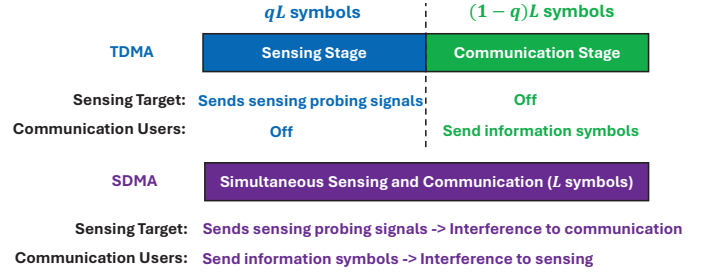 qL symbols (1 − q)L symbols
TDMA Sensing Stage Communication Stage
Sensing Target: Sends sensing probing signals Off
Communication Users: Off Send information symbols
SDMA Simultaneous Sensing and Communication (L symbols)
Sensing Target: Sends sensing probing signals -> Interference to communication
Communication Users: Send information symbols -> Interference to sensing